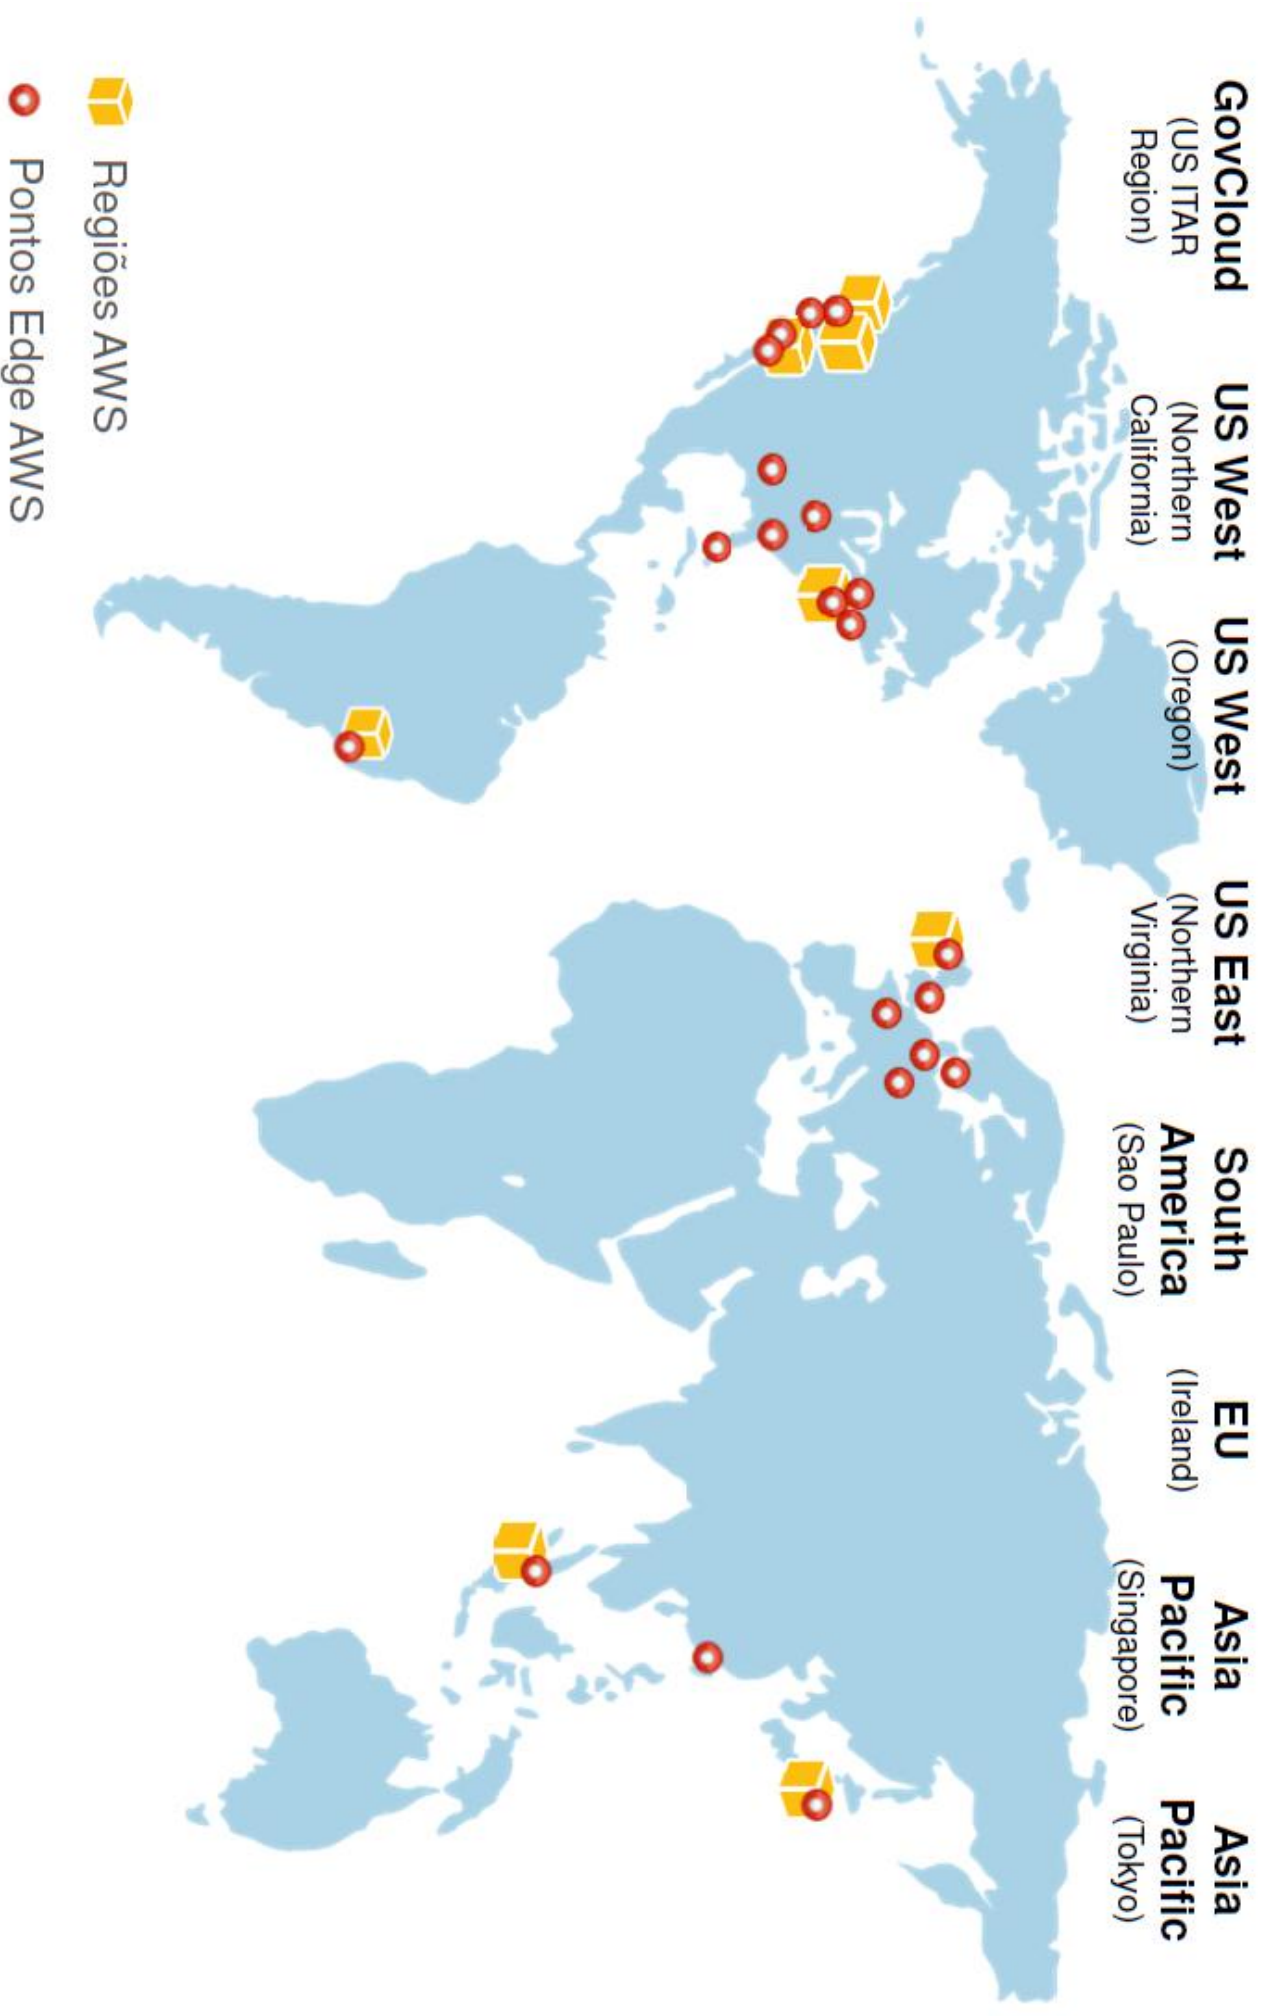 GovCloud
(US ITAR
Region)
US West
(Northern
California)
US West
(Oregon)
US East
(Northern
Virginia)
South
America
(Sao Paulo)
EU
(Ireland)
Asia
Pacific
(Singapore)
Asia
Pacific
(Tokyo)
Regiões AWS
Pontos Edge AWS